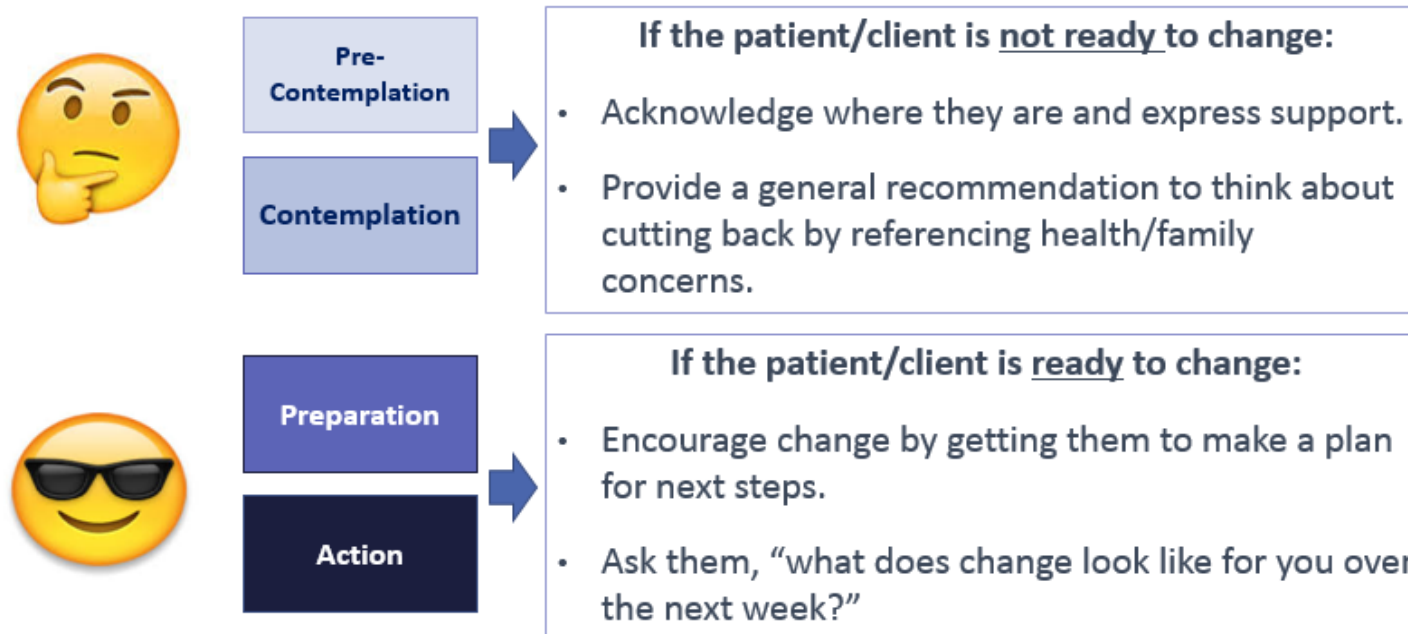 Pre-
Contemplation
Contemplation
If the patient/client is not ready to change:
• Acknowledge where they are and express support.
• Provide a general recommendation to think about
cutting back by referencing health/family
concerns.
Preparation
Action
If the patient/client is ready to change:
• Encourage change by getting them to make a plan
for next steps.
• Ask them, “what does change look like for you over
the next week?”